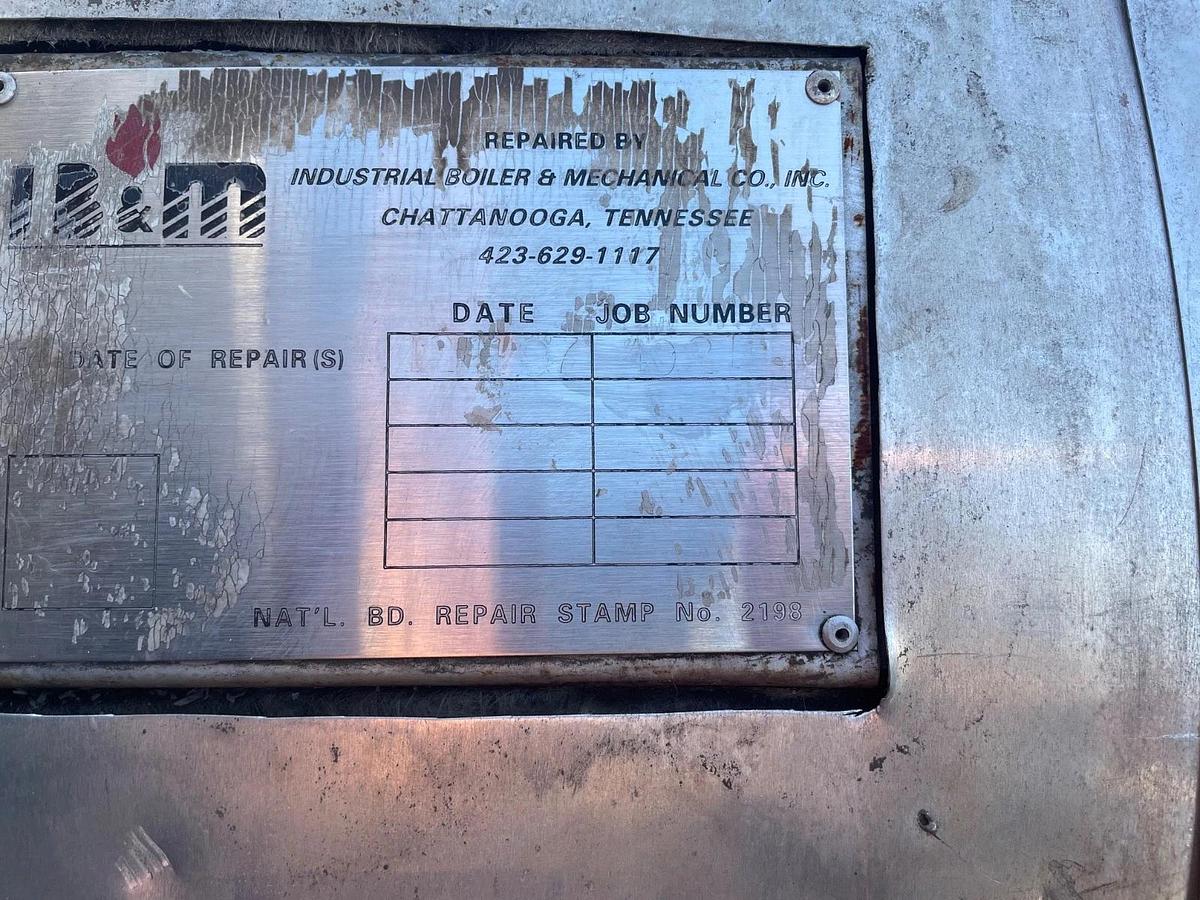 REPAIRED BY
INDUSTRIAL BOILER & MECHANICAL CO., INC.
CHATTANOOGA, TENNESSEE
423-629-1117
DATE JOB NUMBER
DATE OF REPAIR(S)
NAT'L. BD. REPAIR STAMP No. 2198